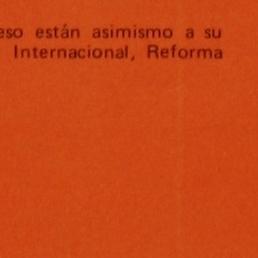 eso están asimismo a su
Internacional, Reforma